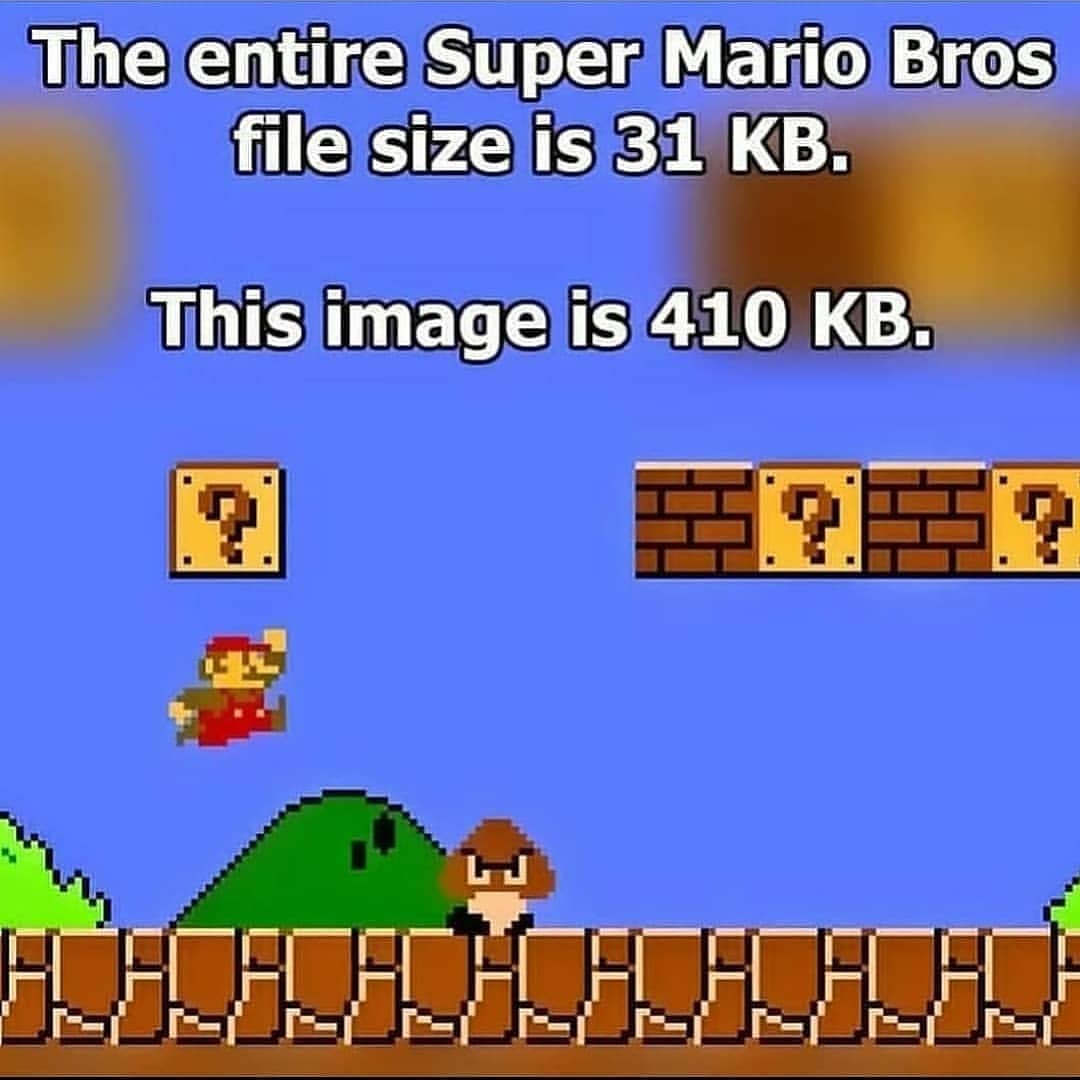 The entire Super Mario Bros
file size is 31 KB.
This image is 410 KB.
?
? ?